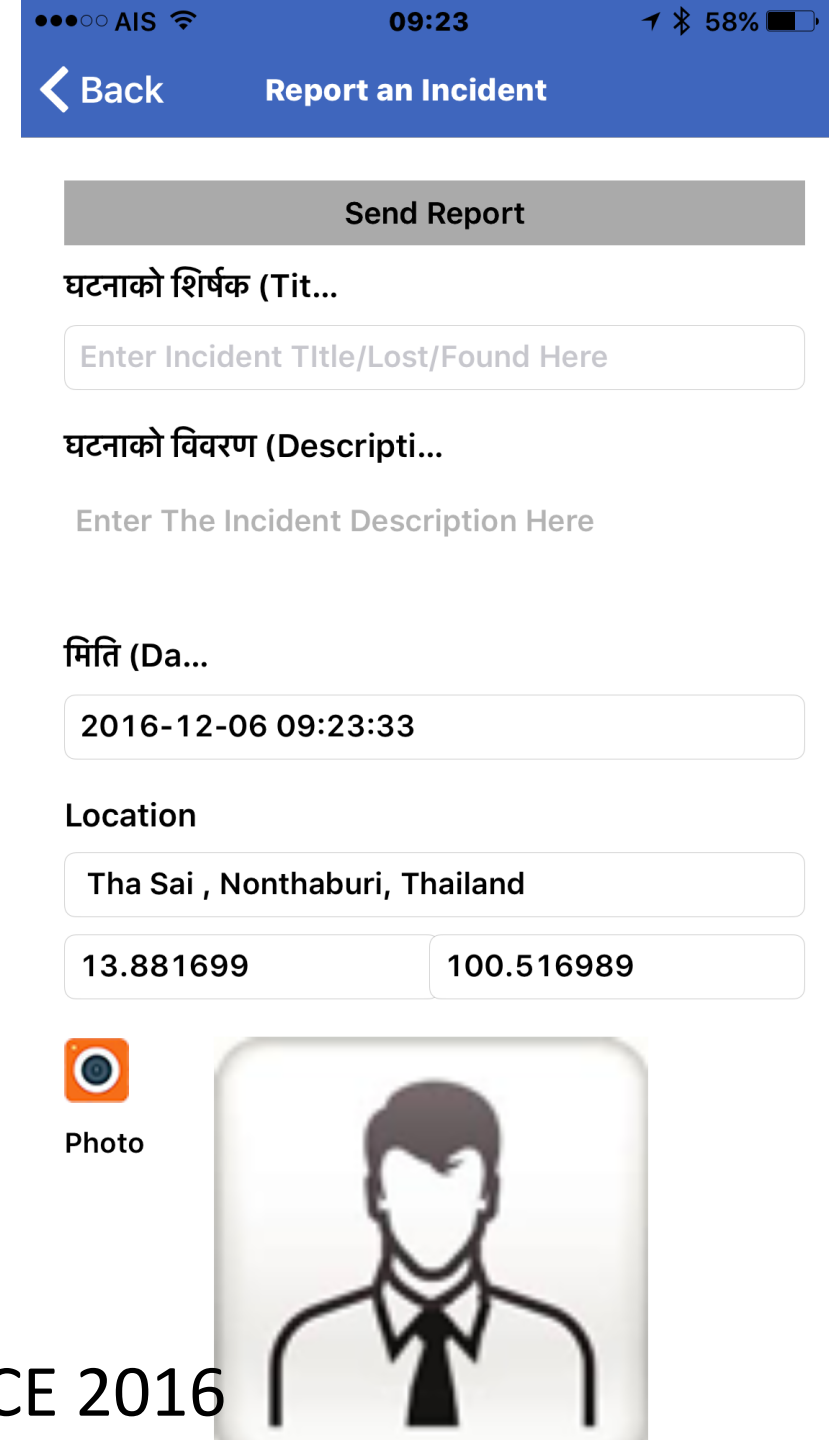 ●●●○○ AIS 09:23 58%
Back Report an Incident
Send Report
घटनाको शिर्षक (Tit...
Enter Incident TItle/Lost/Found Here
घटनाको विवरण (Descripti...
Enter The Incident Description Here
मिति (Da...
2016-12-06 09:23:33
Location
Tha Sai , Nonthaburi, Thailand
13.881699 100.516989
Photo
CE 2016